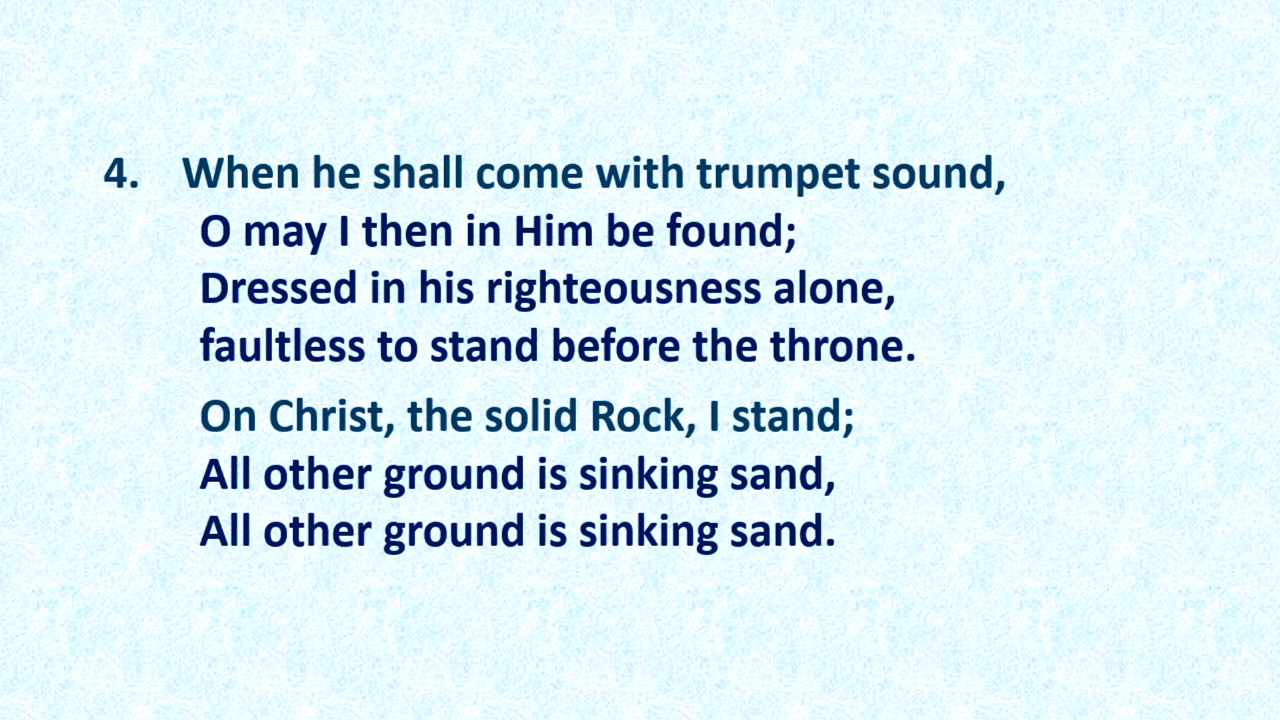 4. When he shall come with trumpet sound,
O may I then in Him be found;
Dressed in his righteousness alone,
faultless to stand before the throne.
On Christ, the solid Rock, I stand;
All other ground is sinking sand,
All other ground is sinking sand.